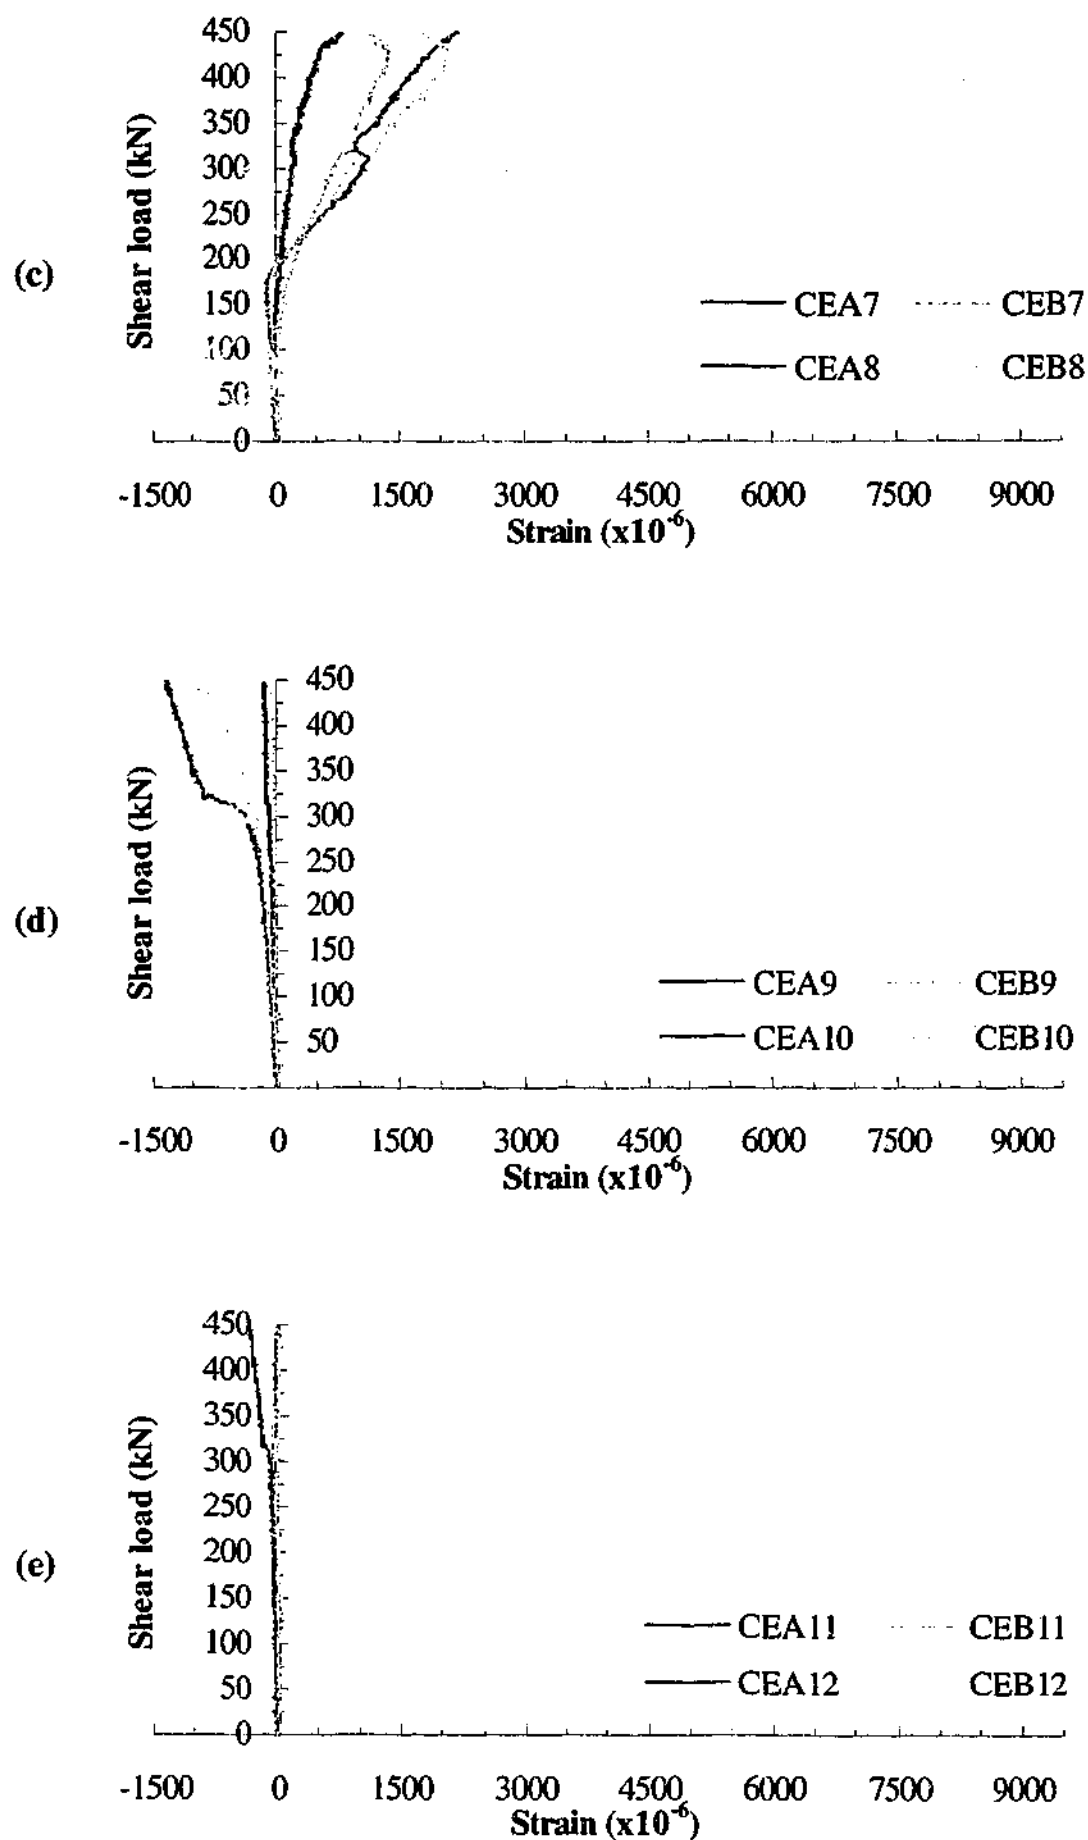 450
400
350
300
250
200
150
100
50
0
Shear load (kN)
(c)
CEA7 CEB7
CEA8 CEB8
-1500 0 1500 3000 4500 6000 7500 9000
Strain (x10⁻⁶)
450
400
350
300
250
200
150
100
50
Shear load (kN)
(d)
CEA9 CEB9
CEA10 CEB10
-1500 0 1500 3000 4500 6000 7500 9000
Strain (x10⁻⁶)
450
400
350
300
250
200
150
100
50
0
Shear load (kN)
(e)
CEA11 CEB11
CEA12 CEB12
-1500 0 1500 3000 4500 6000 7500 9000
Strain (x10⁻⁶)